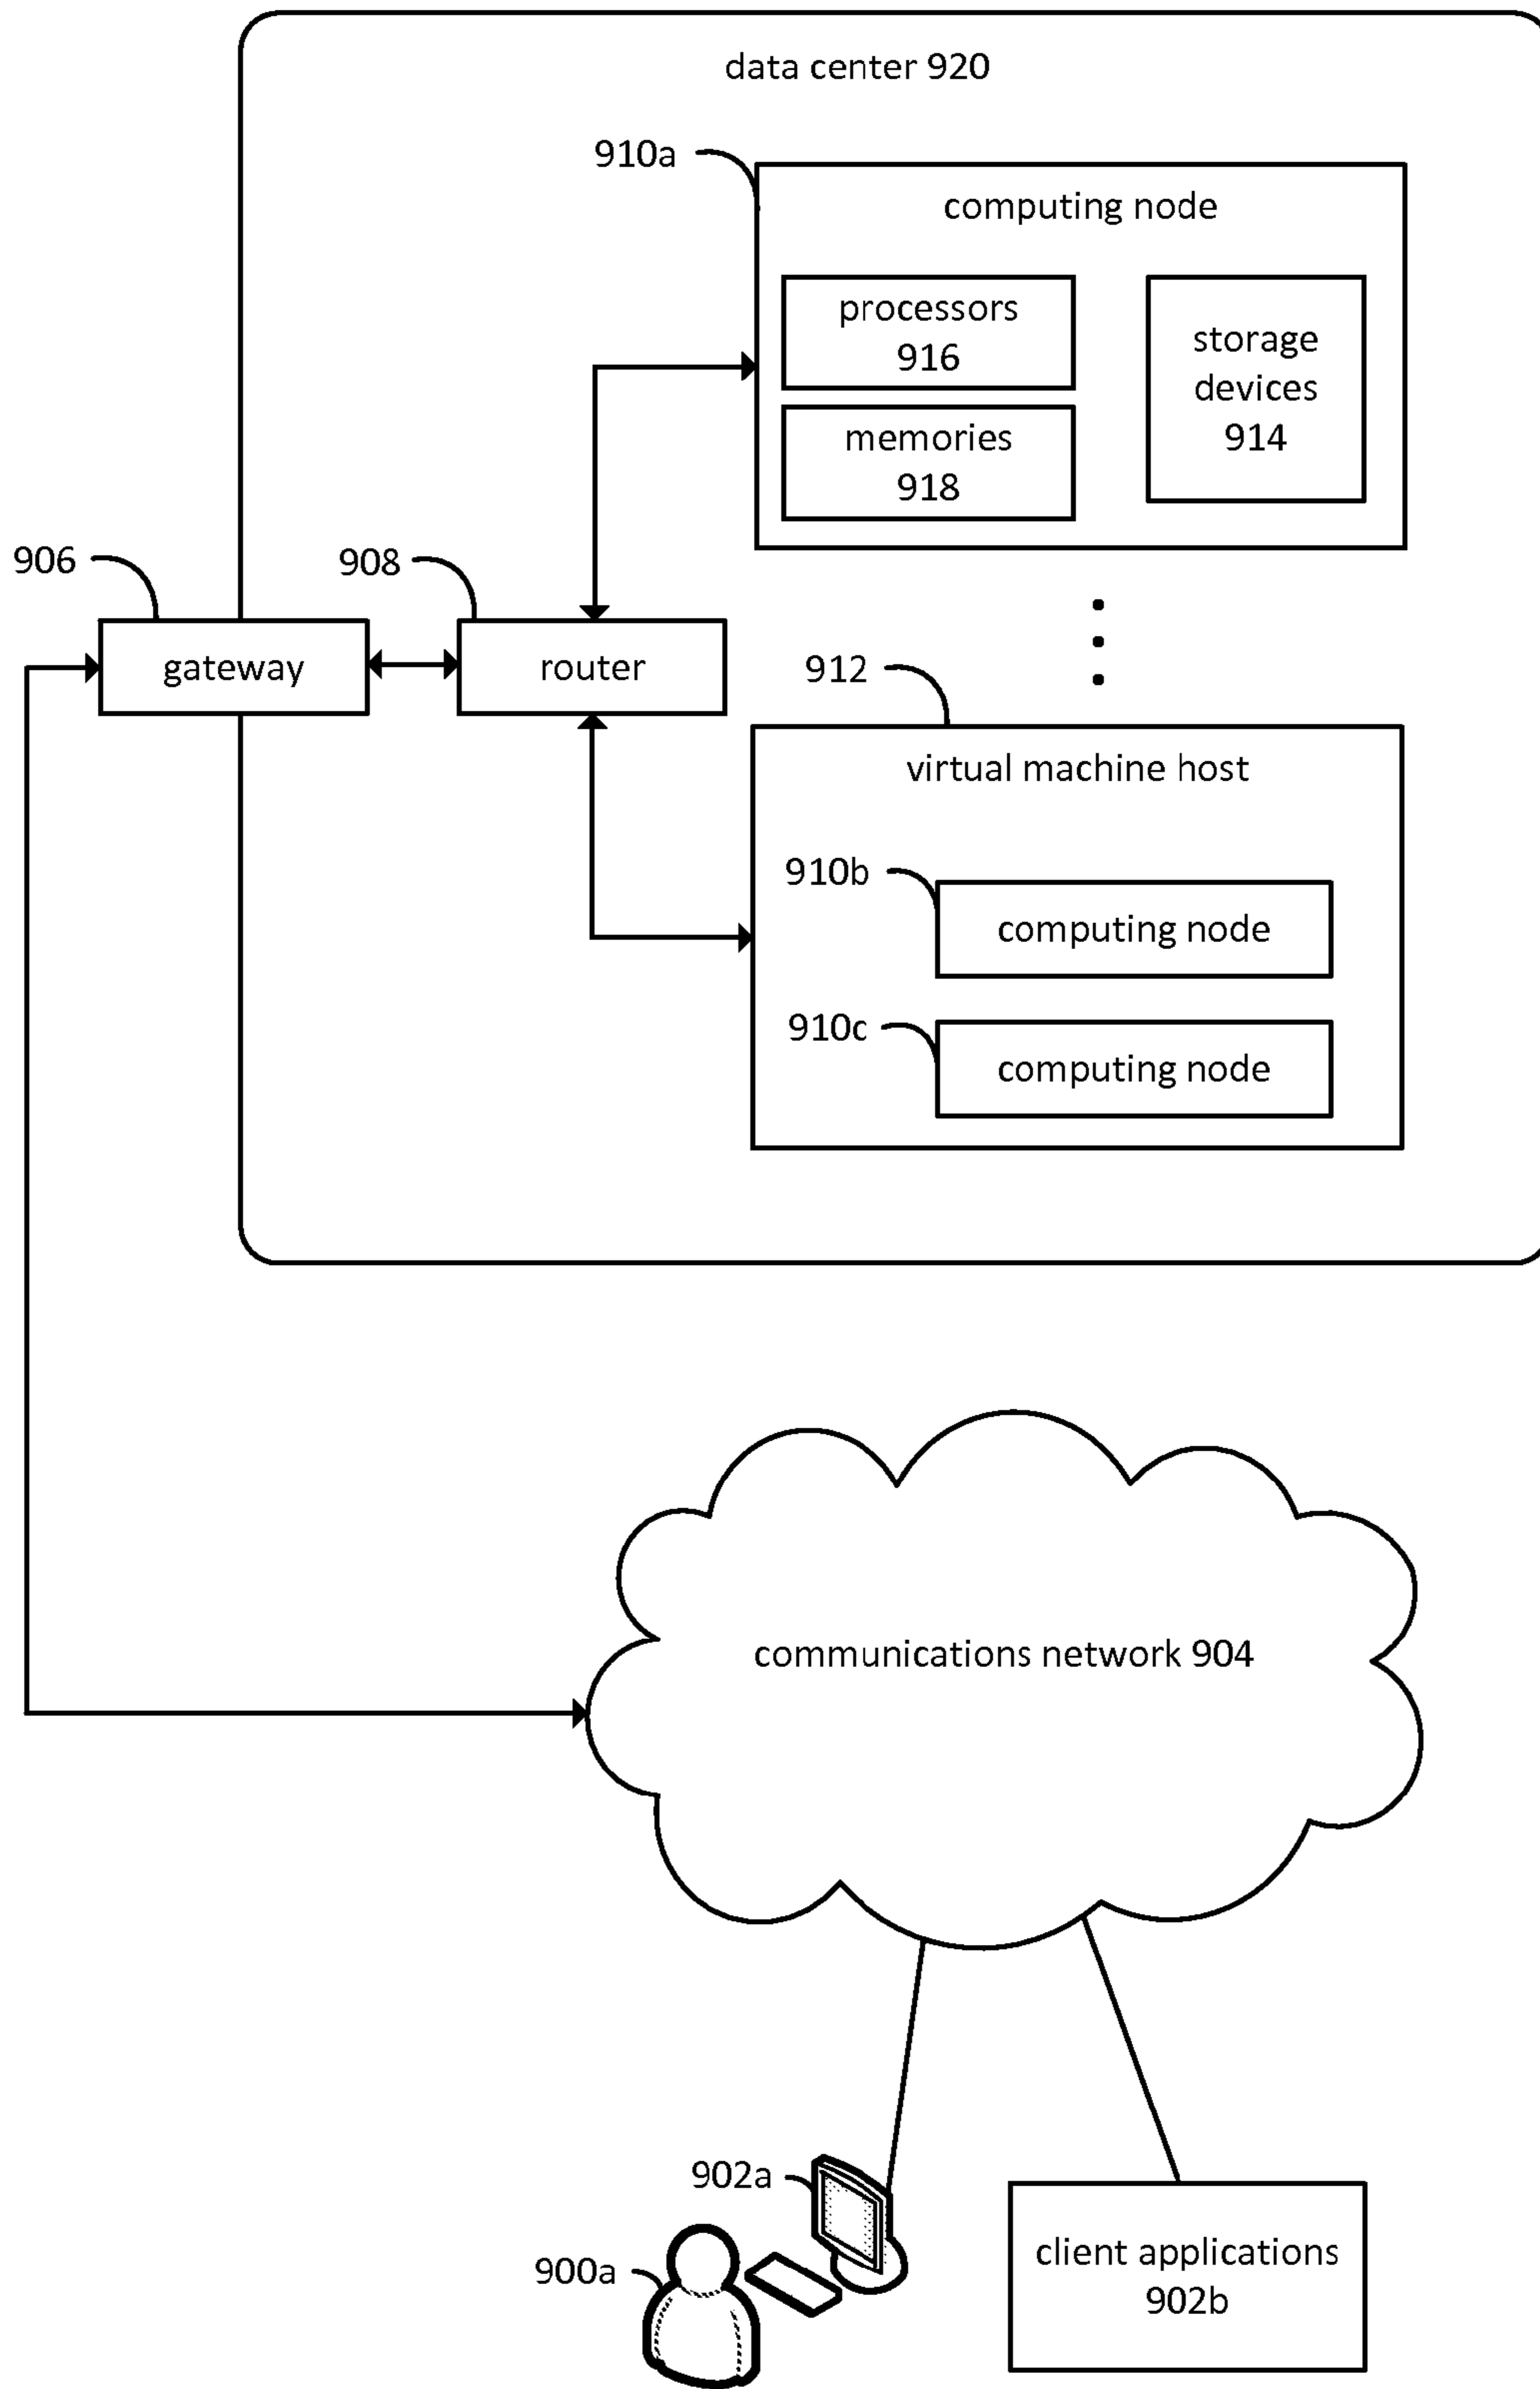 data center 920
910a
computing node
processors
916
storage
devices
914
memories
918
906
908
gateway
router
912
virtual machine host
910b
computing node
910c
computing node
communications network 904
902a
900a
client applications
902b